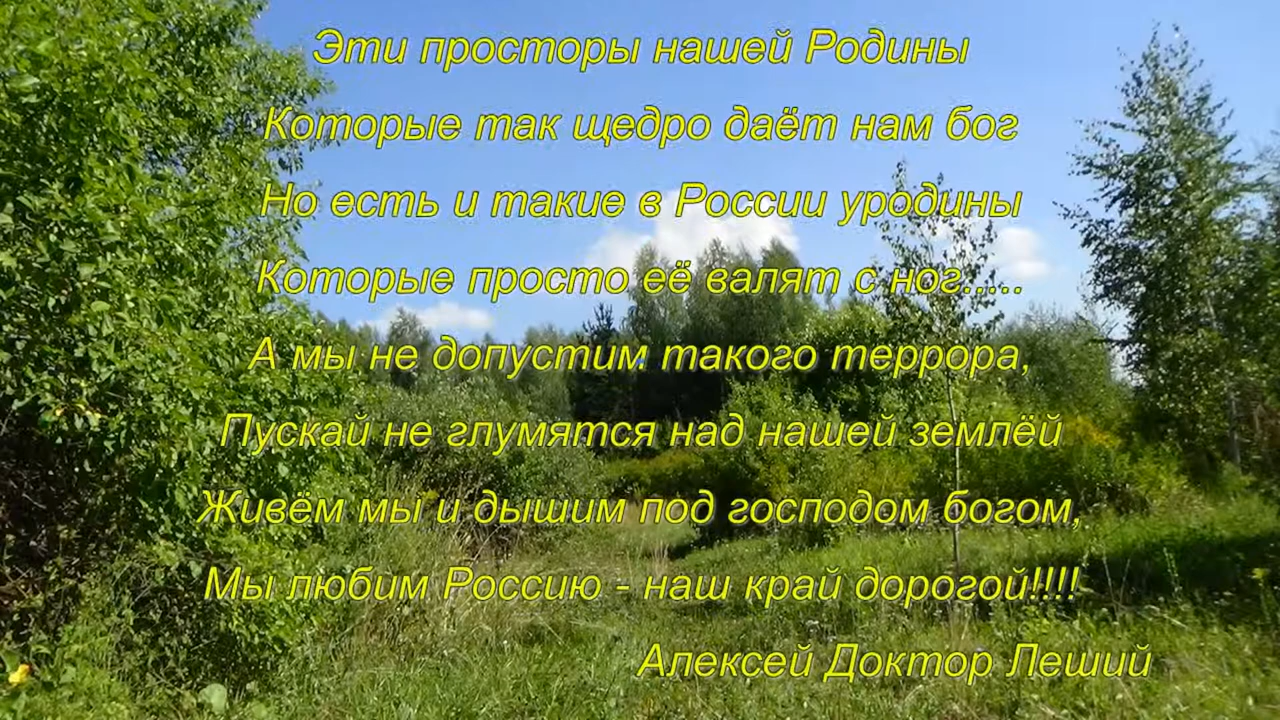 Эти просторы нашей Родины
Которые так щедро даёт нам бог
Но есть и такие в России уродины
Которые просто её валят с ног.....
А мы не допустим такого террора,
Пускай не глумятся над нашей землёй
Живём мы и дышим под господом богом,
Мы любим Россию - наш край дорогой!!!!
Алексей Доктор Леший